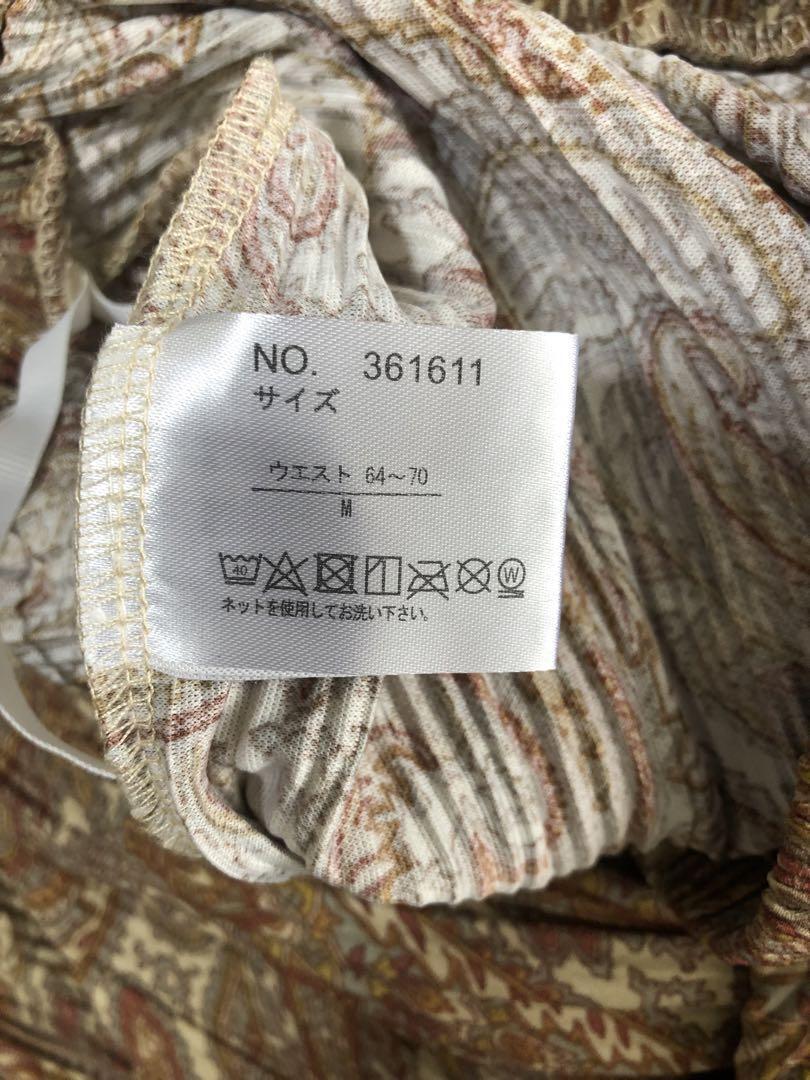 NO. 361611
サイズ
ウエスト 64～70
M
40 W
ネットを使用してお洗い下さい。